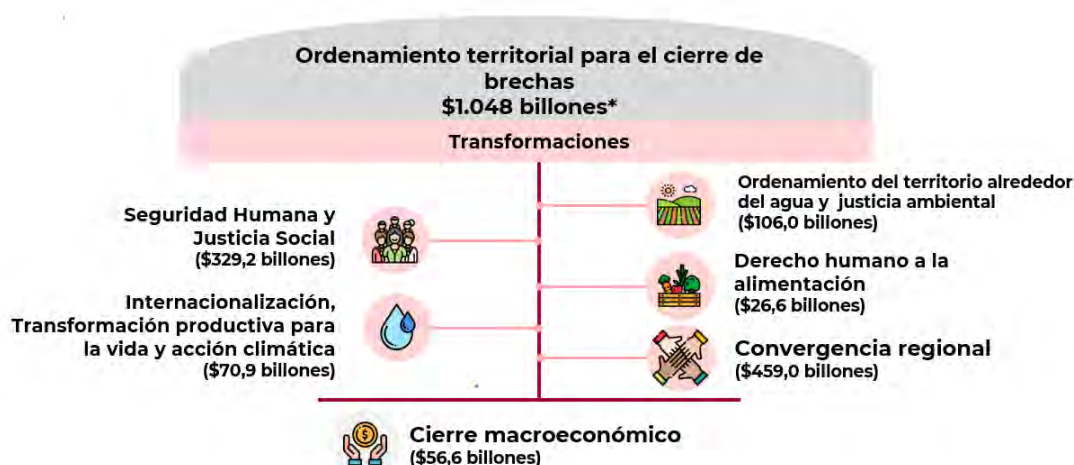 Ordenamiento territorial para el cierre de
brechas
$1.048 billones*
Transformaciones
Seguridad Humana y
Justicia Social
($329,2 billones)
Internacionalización,
Transformación productiva para
la vida y acción climática
($70,9 billones)
Ordenamiento del territorio alrededor
del agua y justicia ambiental
($106,0 billones)
Derecho humano a la
alimentación
($26,6 billones)
Convergencia regional
($459,0 billones)
Cierre macroeconómico
($56,6 billones)